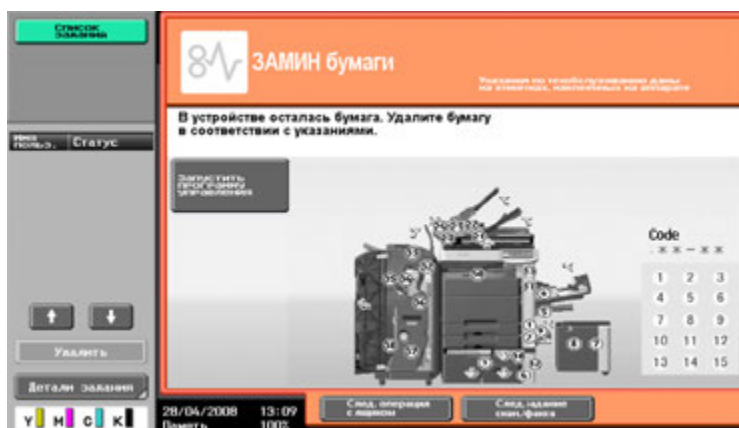 Список
задания
ЗАМИН бумаги
Указания по техобслуживанию даны
на этикетках, наклеенных на аппарате
В устройстве осталась бумага. Удалите бумагу
в соответствии с указаниями.
Имя
польз.
Статус
Запустить
программу
управления
Code
1 2 3
4 5 6
7 8 9
10 11 12
13 14 15
Удалить
Детали задания
Y M C K
28/04/2008 13:09
Память 100%
След. операция
с ящиком
След. задание
скан./факса